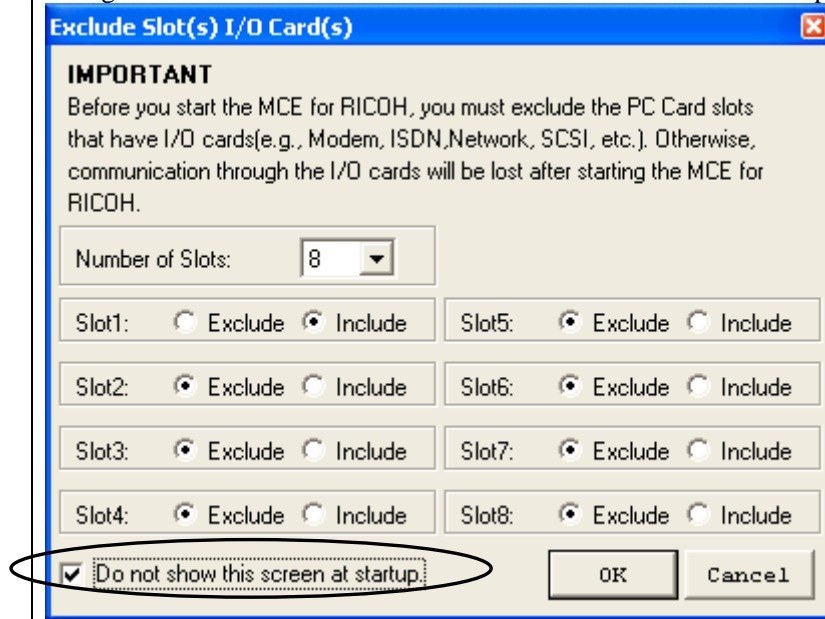 Exclude Slot(s) I/O Card(s)
IMPORTANT
Before you start the MCE for RICOH, you must exclude the PC Card slots
that have I/O cards(e.g., Modem, ISDN,Network, SCSI, etc.). Otherwise,
communication through the I/O cards will be lost after starting the MCE for
RICOH.
Number of Slots: 8
Slot1: Exclude Include Slot5: Exclude Include
Slot2: Exclude Include Slot6: Exclude Include
Slot3: Exclude Include Slot7: Exclude Include
Slot4: Exclude Include Slot8: Exclude Include
Do not show this screen at startup. OK Cancel